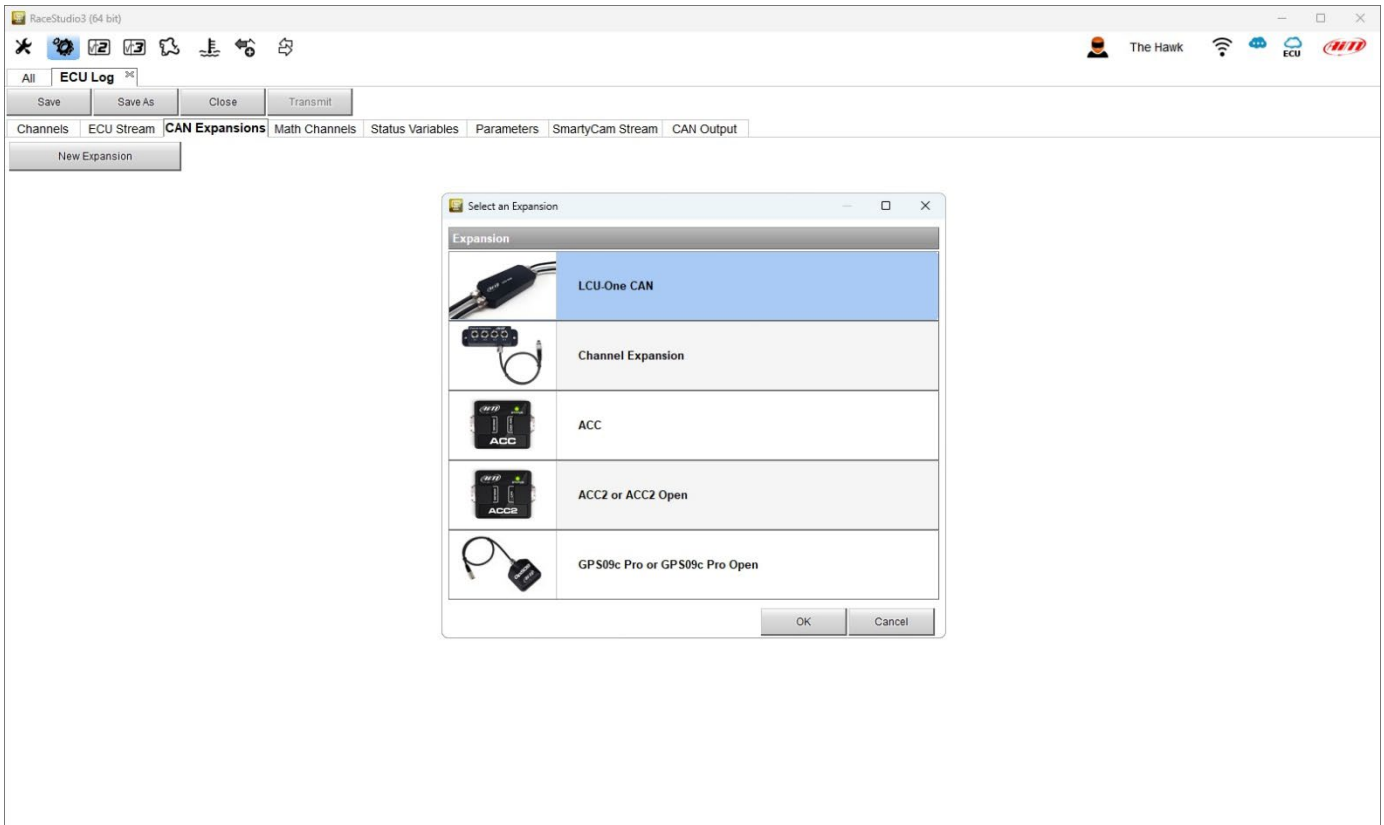 RaceStudio3 (64 bit)
The Hawk
ECU
AiM
All ECU Log
Save Save As Close Transmit
Channels ECU Stream CAN Expansions Math Channels Status Variables Parameters SmartyCam Stream CAN Output
New Expansion
Select an Expansion
Expansion
LCU-One CAN
Channel Expansion
ACC
ACC
ACC2 or ACC2 Open
ACC2
GPS09c Pro or GPS09c Pro Open
OK Cancel